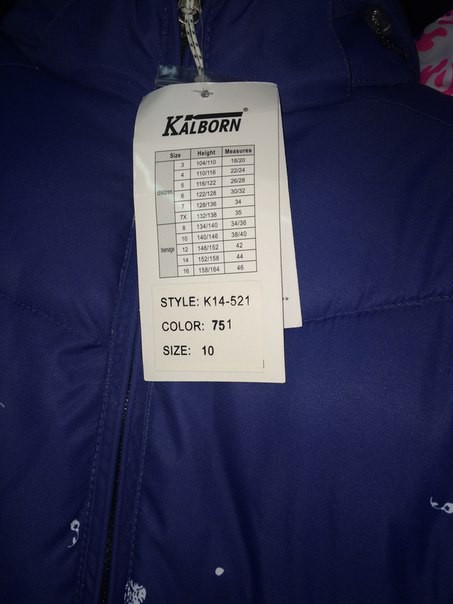 KALBORN®
Size Height Measures
children
3 104/110 18/20
4 110/116 22/24
5 116/122 26/28
6 122/128 30/32
7 128/136 34
7X 132/138 35
teenage
8 134/140 34/36
10 140/146 38/40
12 146/152 42
14 152/158 44
16 158/164 46
STYLE: K14-521
COLOR: 751
SIZE: 10